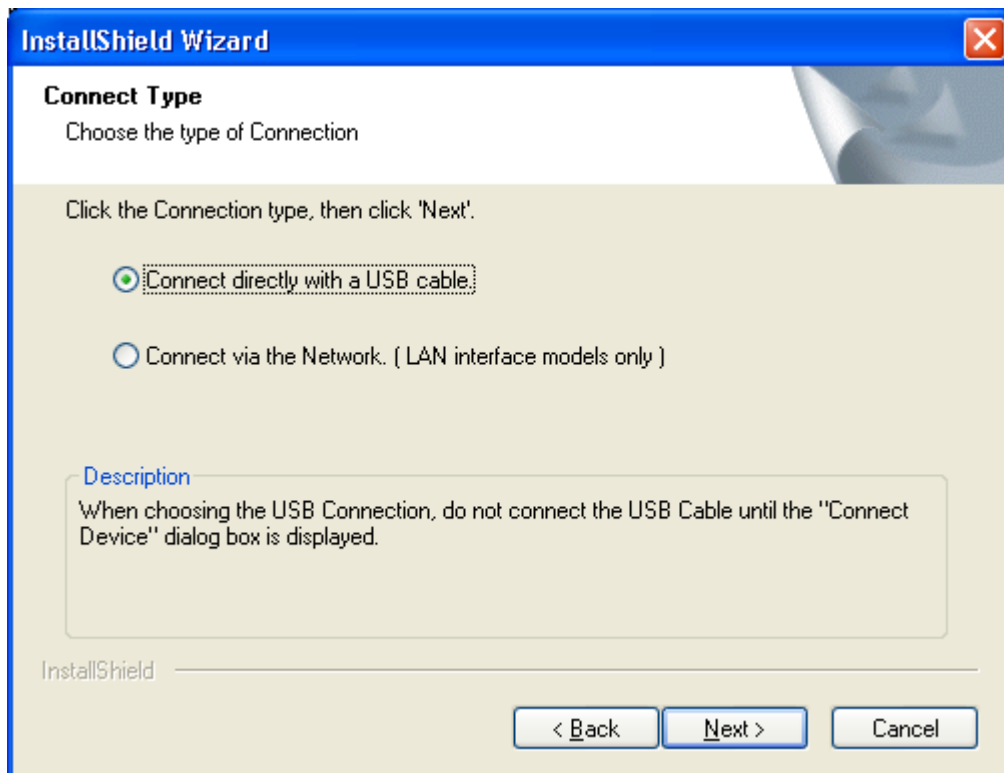 InstallShield Wizard
Connect Type
Choose the type of Connection
Click the Connection type, then click 'Next'.
Connect directly with a USB cable.
Connect via the Network. ( LAN interface models only )
Description
When choosing the USB Connection, do not connect the USB Cable until the "Connect
Device" dialog box is displayed.
InstallShield
< Back
Next >
Cancel